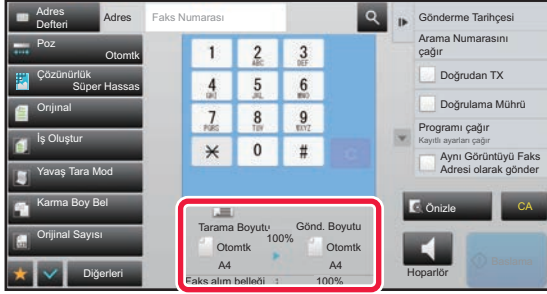 Adres Defteri
Adres
Faks Numarası
Poz
Otomtk
Çözünürlük
Süper Hassas
Orijinal
İş Oluştur
Yavaş Tara Mod
Karma Boy Bel
Orijinal Sayısı
Diğerleri
1
2
ABC
3
DEF
4
GHI
5
JKL
6
MNO
7
PQRS
8
TUV
9
WXYZ
0
#
C
Tarama Boyutu
100%
Gönd. Boyutu
Otomtk
Otomtk
A4
A4
Faks alım belleği : 100%
Gönderme Tarihçesi
Arama Numarasını
çağır
Doğrudan TX
Doğrulama Mührü
Programı çağır
Kayıtlı ayarları çağır
Aynı Görüntüyü Faks
Adresi olarak gönder
Önizle
CA
Hoparlör